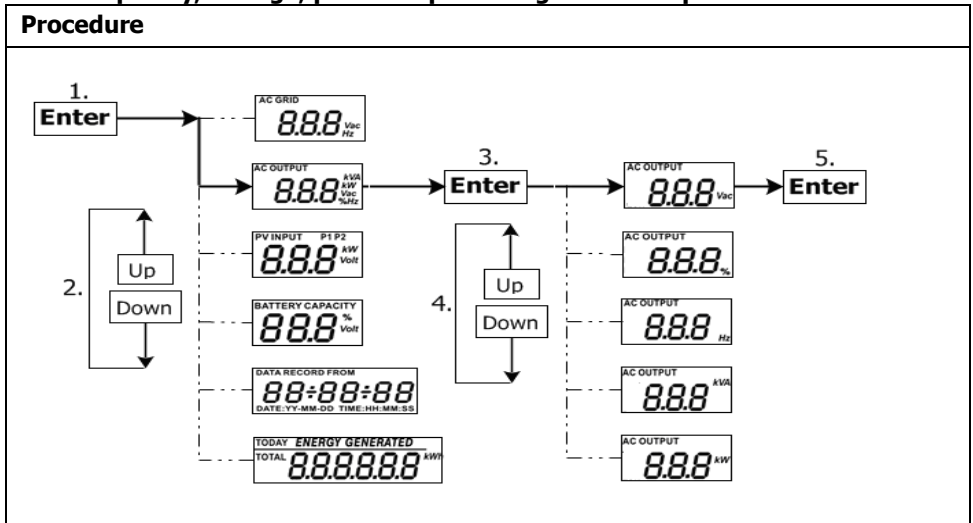 Procedure
1.
Enter
AC GRID
8.8.8 Vac
Hz
AC OUTPUT
8.8.8 kVA
kW
Vac
%Hz
3.
Enter
AC OUTPUT
8.8.8 Vac
5.
Enter
2.
Up
Down
PV INPUT P1 P2
8.8.8 kW
Volt
BATTERY CAPACITY
8.8.8 %
Volt
DATA RECORD FROM
88:88:88
DATE:YY-MM-DD TIME:HH:MM:SS
TODAY ENERGY GENERATED
TOTAL 8.8.8.8.8.8 kWh
4.
Up
Down
AC OUTPUT
8.8.8 %
AC OUTPUT
8.8.8 Hz
AC OUTPUT
8.8.8 kVA
AC OUTPUT
8.8.8 kW